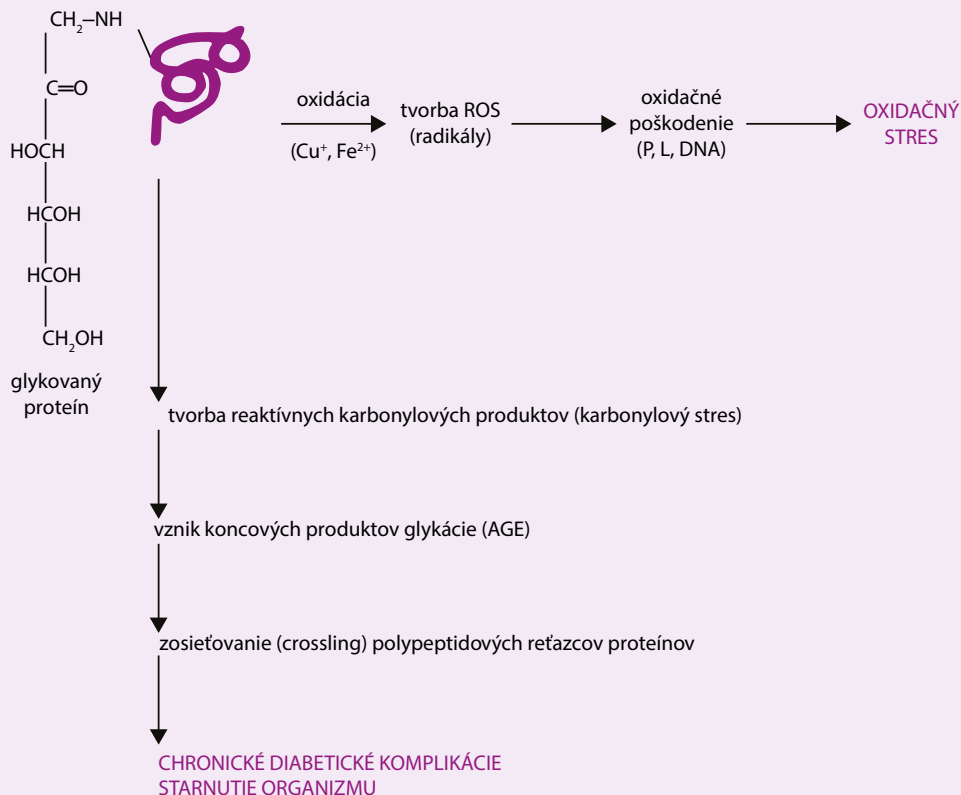 CH₂–NH
C=O
HOCH
HCOH
HCOH
CH₂OH
glykovaný
proteín
oxidácia
(Cu⁺, Fe²⁺)
tvorba ROS
(radikály)
oxidačné
poškodenie
(P, L, DNA)
OXIDAČNÝ
STRES
tvorba reaktívnych karbonylových produktov (karbonylový stres)
vznik koncových produktov glykácie (AGE)
zosieťovanie (crossling) polypeptidových reťazcov proteínov
CHRONICKÉ DIABETICKÉ KOMPLIKÁCIE
STARNUTIE ORGANIZMU